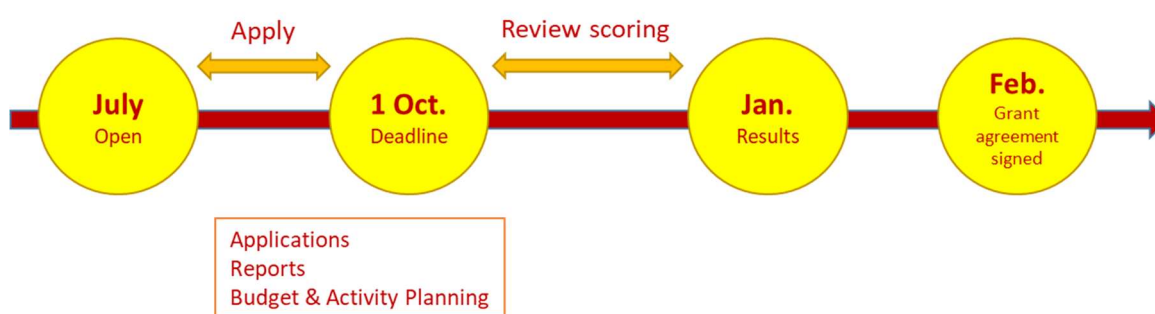 Apply
Review scoring
July
Open
1 Oct.
Deadline
Jan.
Results
Feb.
Grant
agreement
signed
Applications
Reports
Budget & Activity Planning